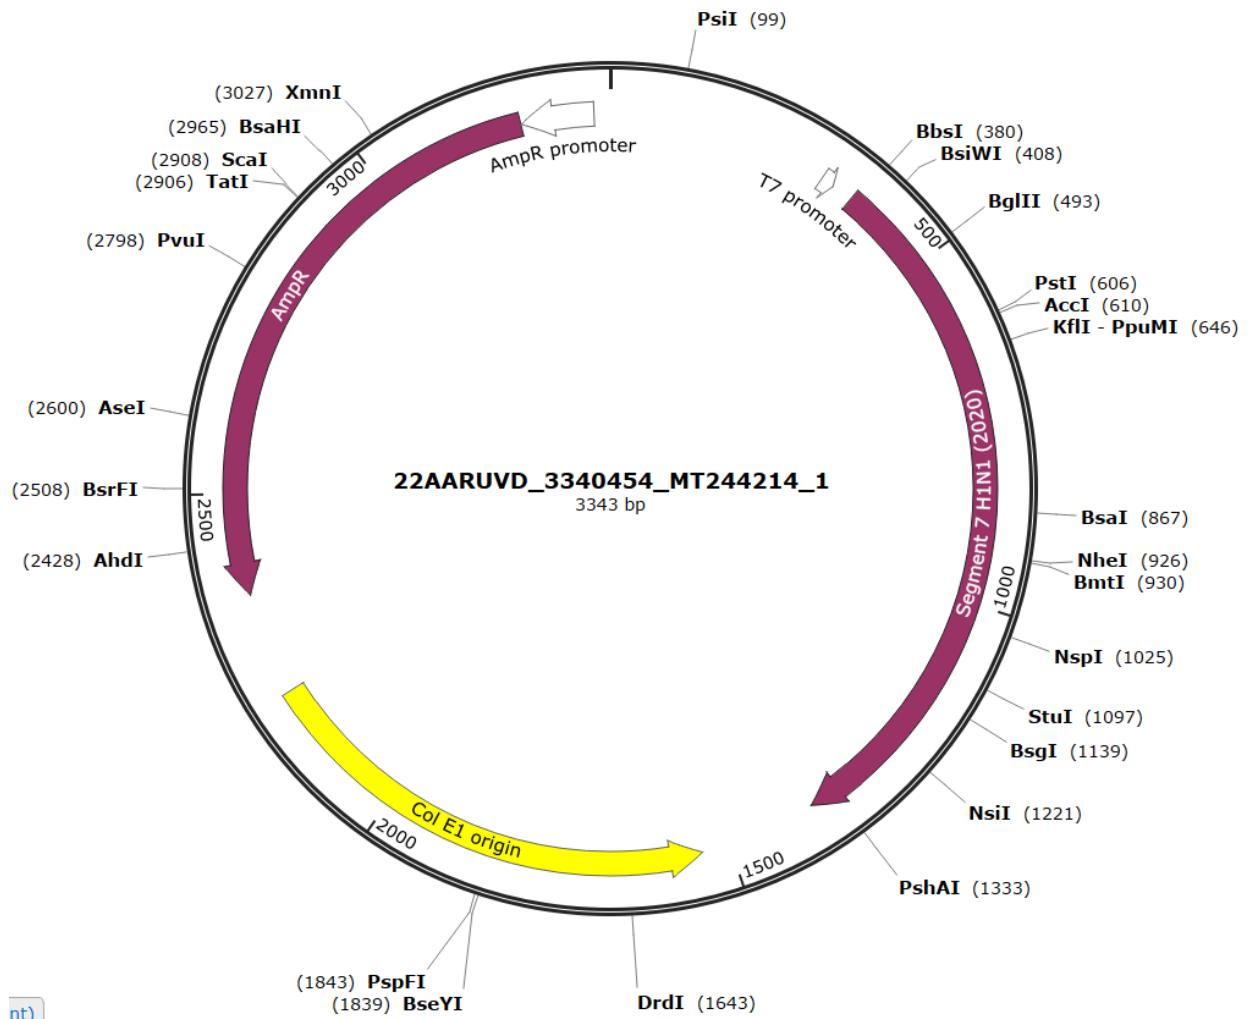 PsiI (99)
(3027) XmnI
(2965) BsaHI
(2908) ScaI
(2906) TatI
(2798) PvuI
(2600) AseI
(2508) BsrFI
(2428) AhdI
BbsI (380)
BsiWI (408)
BglII (493)
PstI (606)
AccI (610)
KflI - PpuMI (646)
BsaI (867)
NheI (926)
BmtI (930)
NspI (1025)
StuI (1097)
BsgI (1139)
NsiI (1221)
PshAI (1333)
DrdI (1643)
(1843) PspFI
(1839) BseYI
AmpR promoter
T7 promoter
AmpR
Segment 7 H1N1 (2020)
Col E1 origin
500
1000
1500
2000
2500
3000
22AARUVD_3340454_MT244214_1
3343 bp
nt)